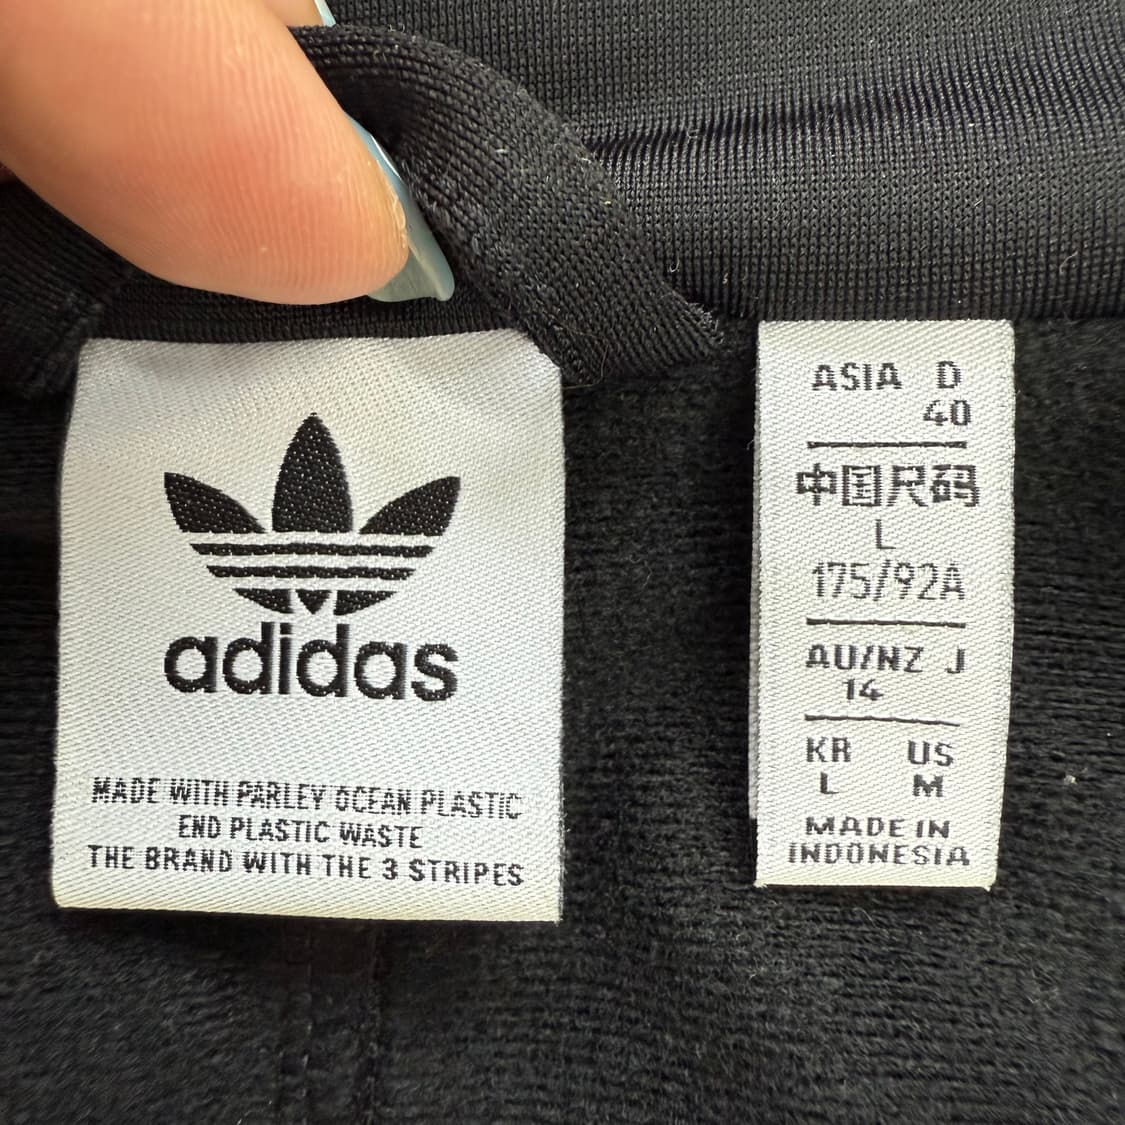 adidas
MADE WITH PARLEY OCEAN PLASTIC
END PLASTIC WASTE
THE BRAND WITH THE 3 STRIPES
ASIA D
40
中国尺码
L
175/92A
AU/NZ J
14
KR US
L M
MADE IN
INDONESIA